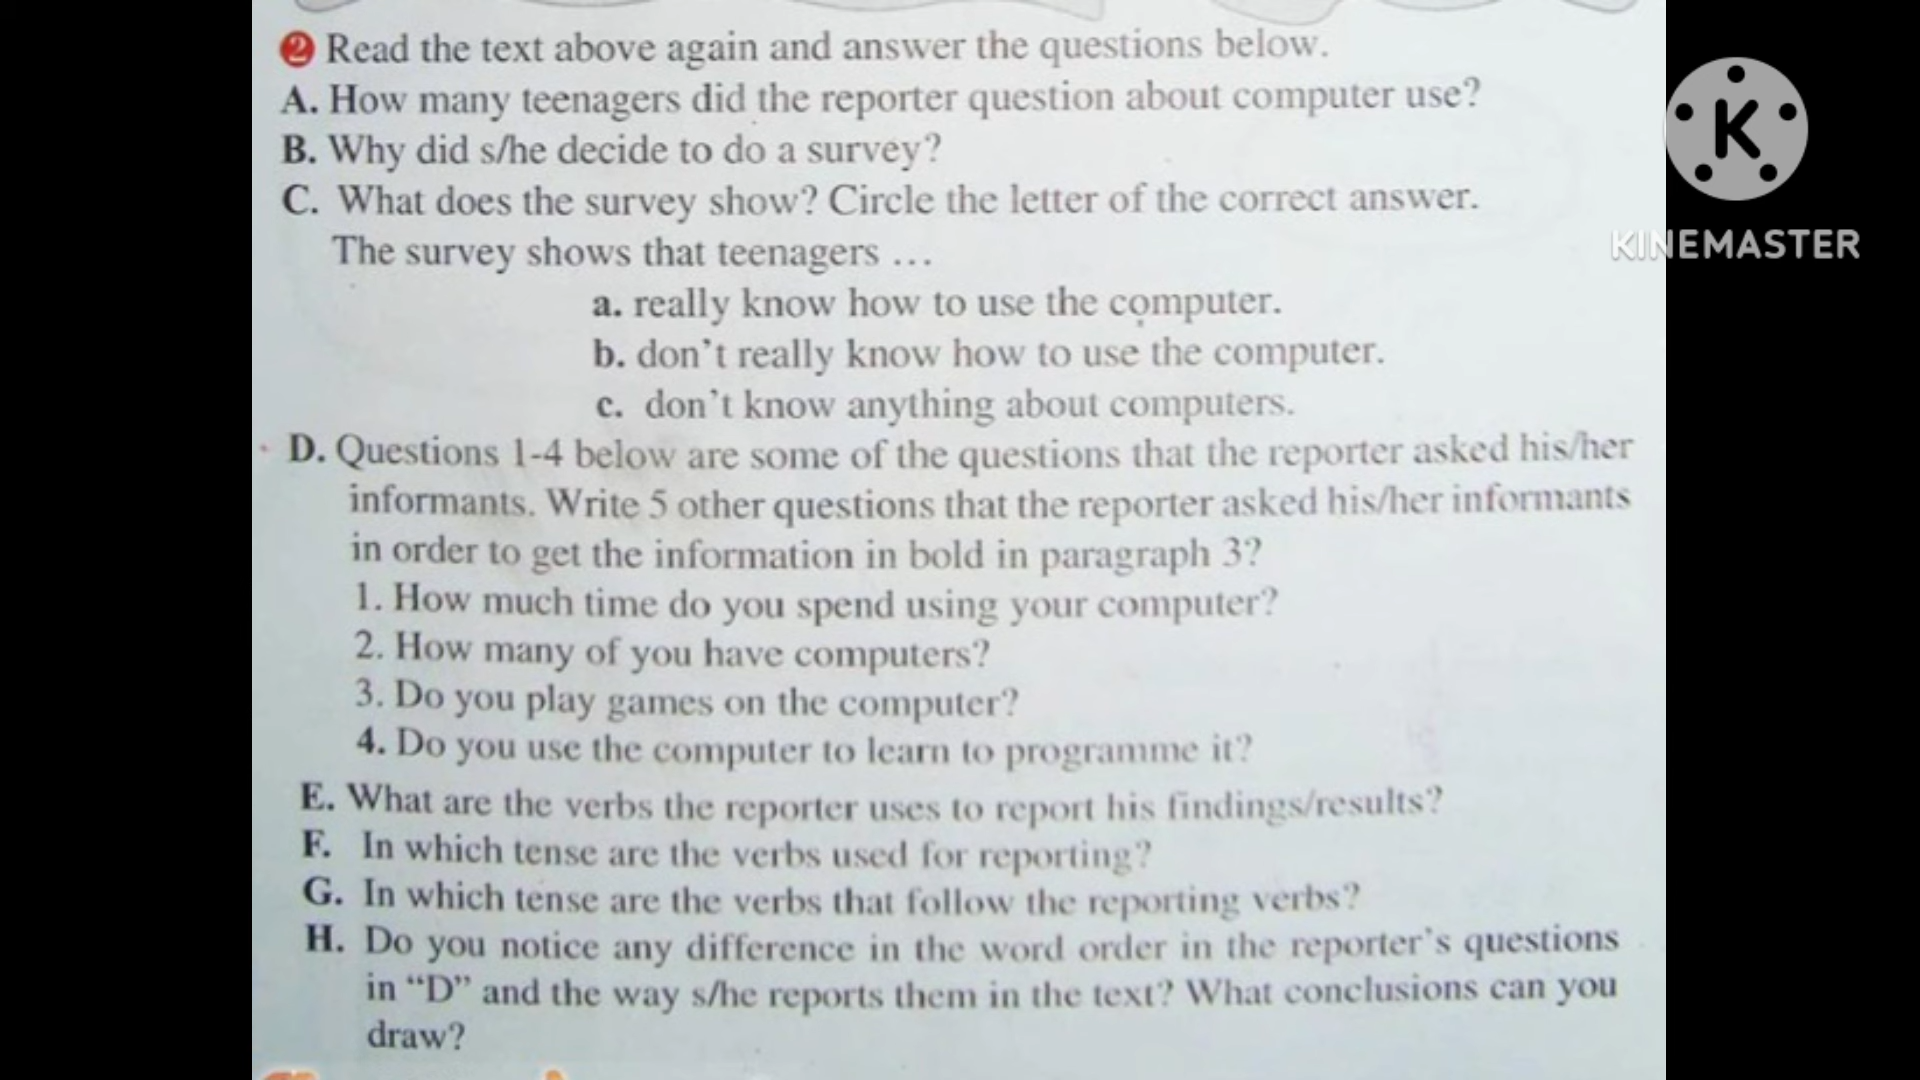 2 Read the text above again and answer the questions below.
A. How many teenagers did the reporter question about computer use?
B. Why did s/he decide to do a survey?
C. What does the survey show? Circle the letter of the correct answer.
The survey shows that teenagers ...
a. really know how to use the computer.
b. don't really know how to use the computer.
c. don't know anything about computers.
D. Questions 1-4 below are some of the questions that the reporter asked his/her
informants. Write 5 other questions that the reporter asked his/her informants
in order to get the information in bold in paragraph 3?
1. How much time do you spend using your computer?
2. How many of you have computers?
3. Do you play games on the computer?
4. Do you use the computer to learn to programme it?
E. What are the verbs the reporter uses to report his findings/results?
F. In which tense are the verbs used for reporting?
G. In which tense are the verbs that follow the reporting verbs?
H. Do you notice any difference in the word order in the reporter's questions
in “D” and the way s/he reports them in the text? What conclusions can you
draw?
K
KINEMASTER